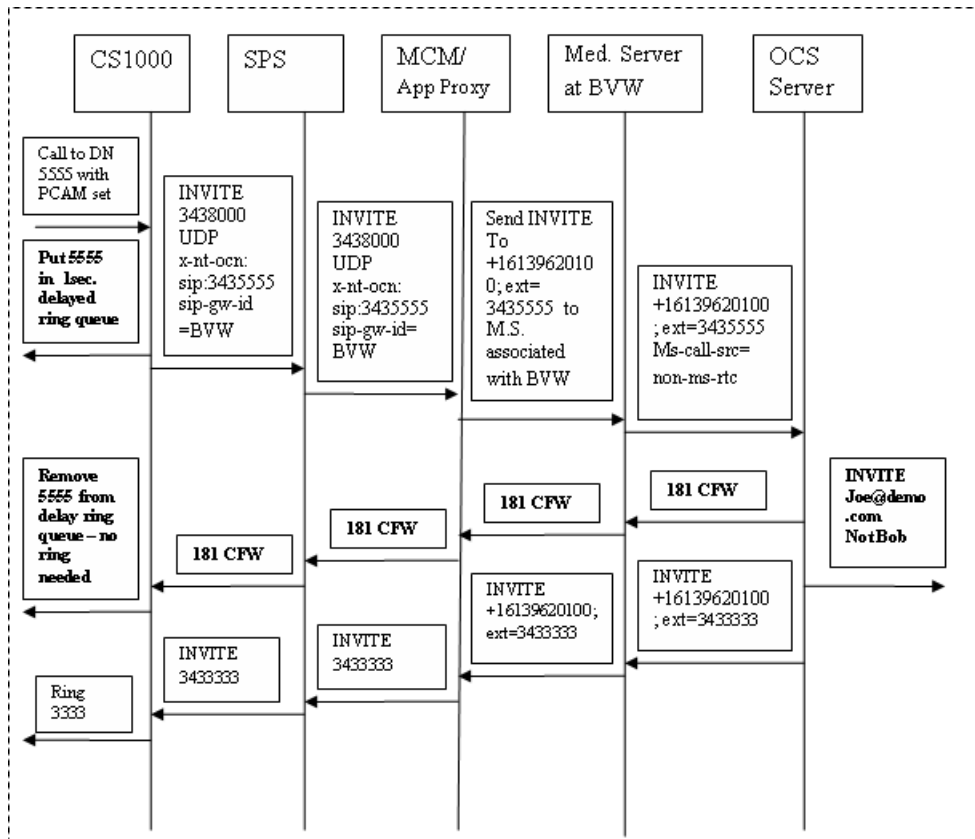 CS1000
SPS
MCM/
App Proxy
Med. Server
at BVW
OCS
Server
Call to DN
5555 with
PCAM set
INVITE
3438000
UDP
x-nt-ocn:
sip:3435555
sip-gw-id
=BVW
INVITE
3438000
UDP
x-nt-ocn:
sip:3435555
sip-gw-id=
BVW
Send INVITE
To
+1613962010
0; ext=
3435555 to
M.S.
associated
with BVW
INVITE
+16139620100
; ext=3435555
Ms-call-src=
non-ms-rtc
Put 5555
in 1sec.
delayed
ring queue
Remove
5555 from
delay ring
queue – no
ring
needed
181 CFW
181 CFW
181 CFW
181 CFW
INVITE
Joe@demo
.com
NotBob
INVITE
+16139620100
; ext=3433333
INVITE
+16139620100;
ext=3433333
INVITE
3433333
INVITE
3433333
Ring
3333